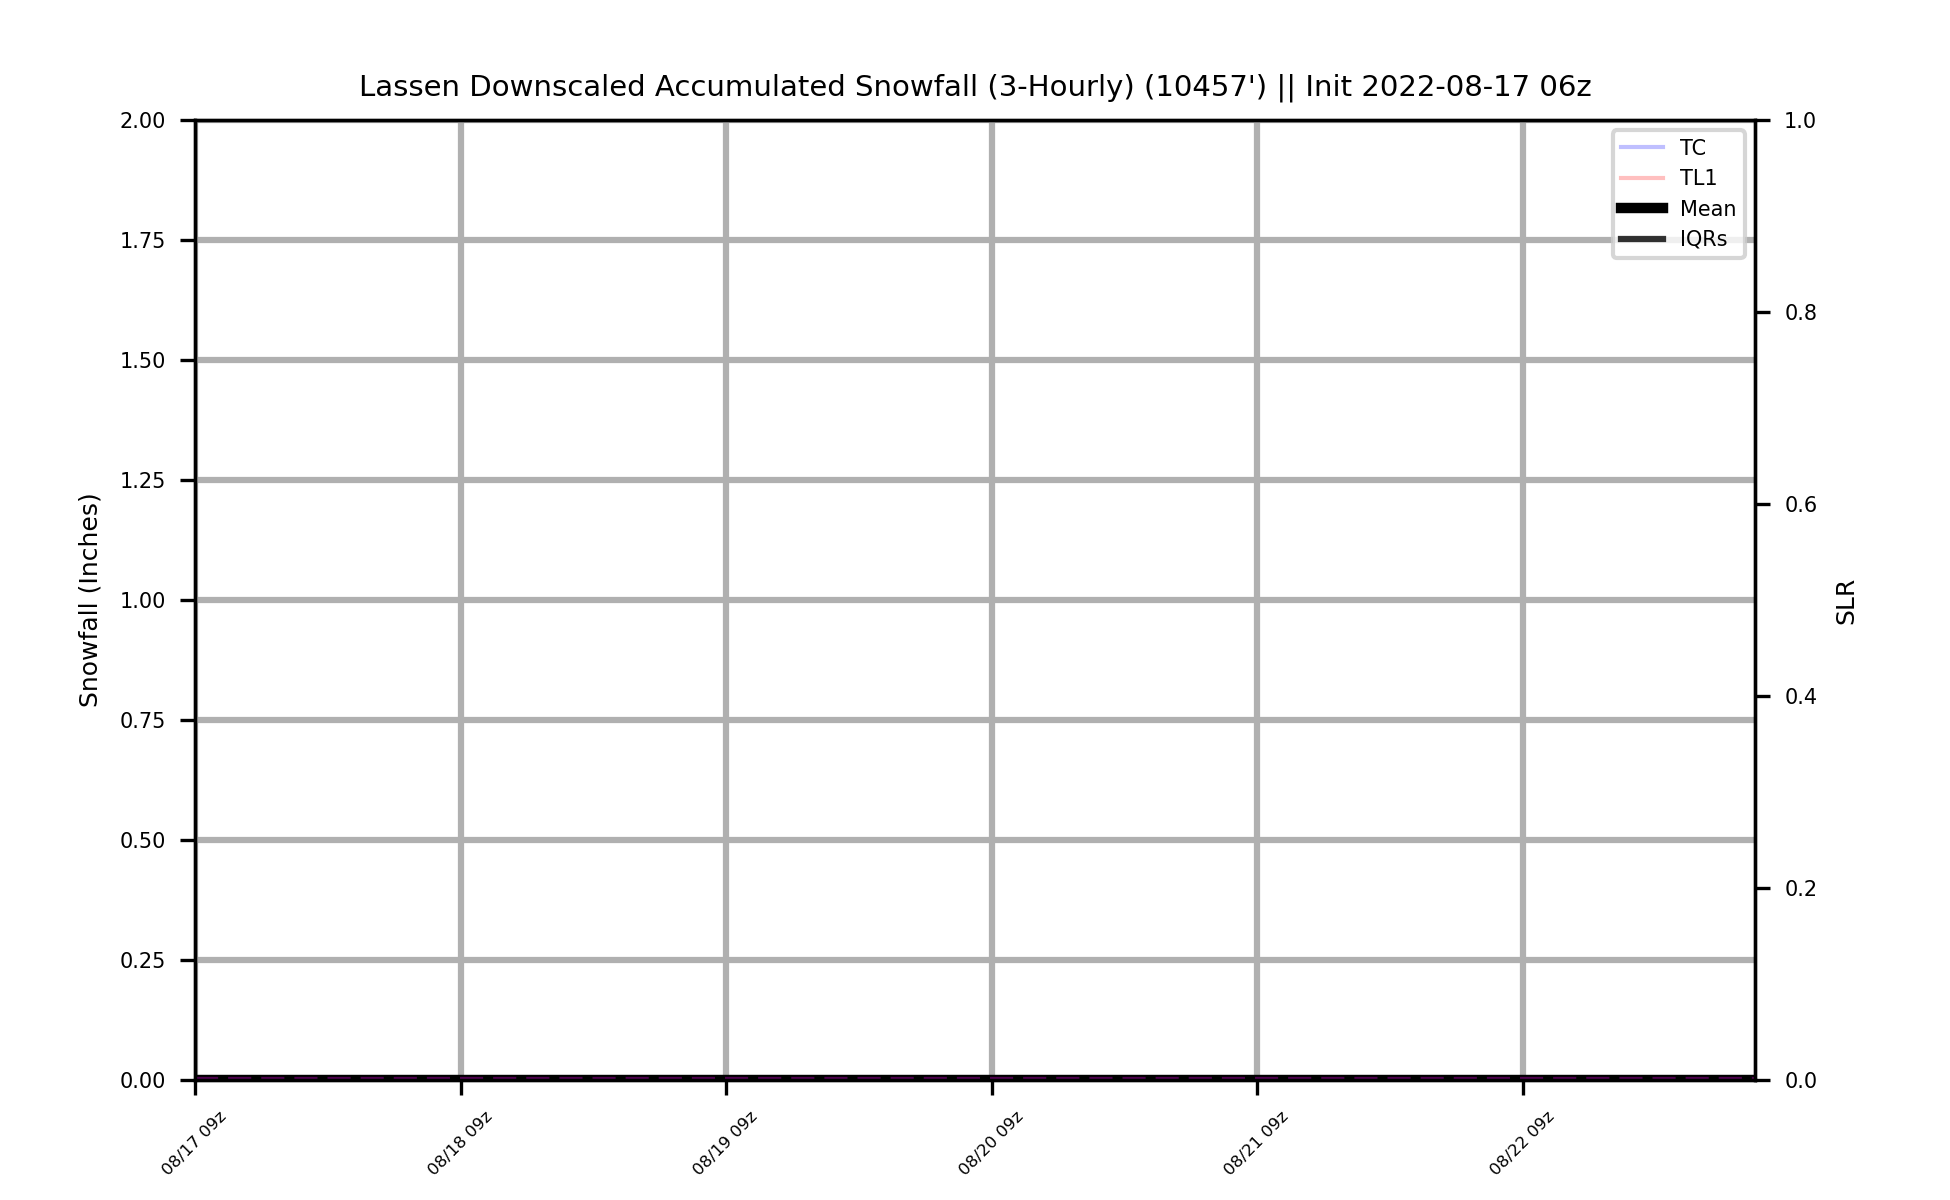 Lassen Downscaled Accumulated Snowfall (3-Hourly) (10457') || Init 2022-08-17 06z
2.00
1.75
1.50
1.25
1.00
0.75
0.50
0.25
0.00
Snowfall (Inches)
TC
TL1
Mean
IQRs
1.0
0.8
0.6
0.4
0.2
0.0
SLR
08/17 09z
08/18 09z
08/19 09z
08/20 09z
08/21 09z
08/22 09z